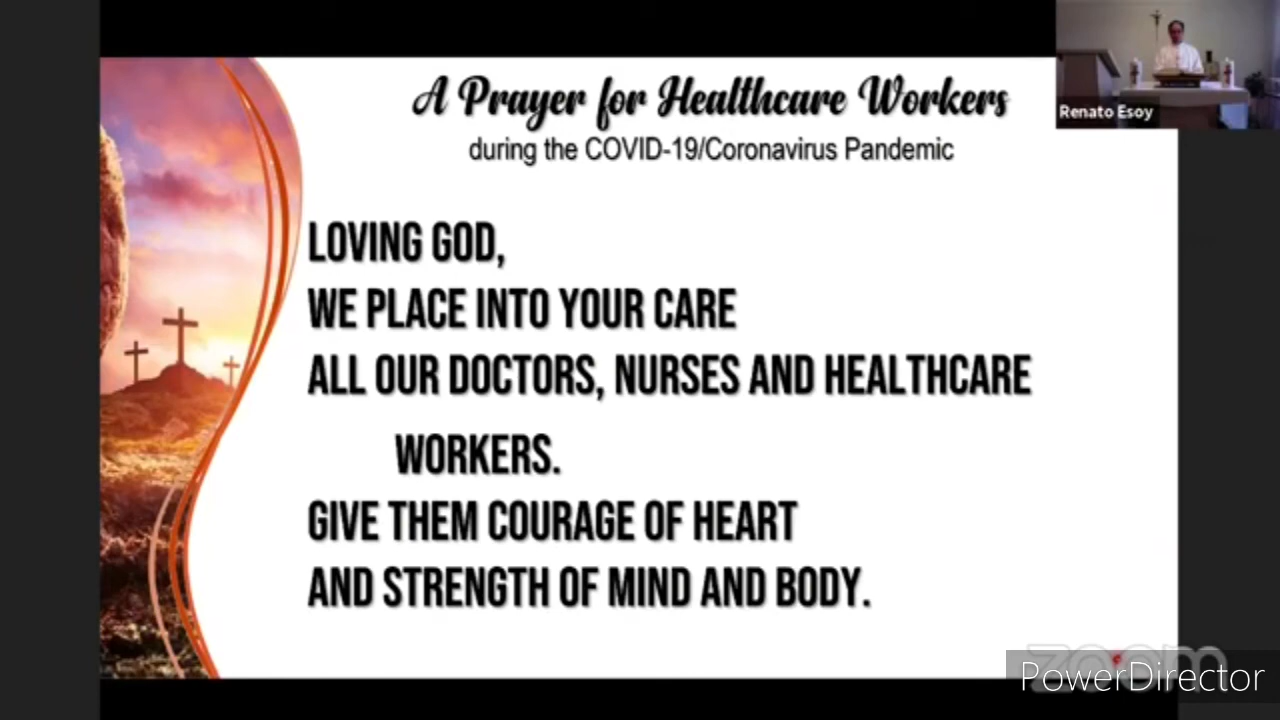 A Prayer for Healthcare Workers
during the COVID-19/Coronavirus Pandemic
Renato Esoy
LOVING GOD,
WE PLACE INTO YOUR CARE
ALL OUR DOCTORS, NURSES AND HEALTHCARE
WORKERS.
GIVE THEM COURAGE OF HEART
AND STRENGTH OF MIND AND BODY.
zoom
PowerDirector